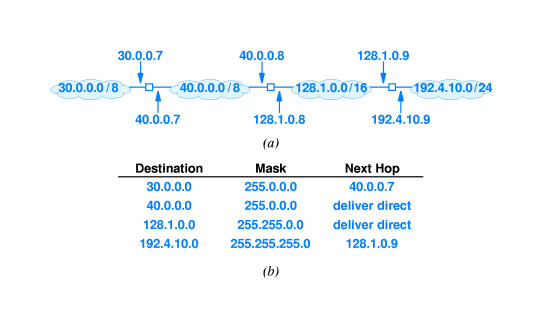 30.0.0.7 40.0.0.8 128.1.0.9
30.0.0.0 / 8 40.0.0.0 / 8 128.1.0.0 / 16 192.4.10.0 / 24
40.0.0.7 128.1.0.8 192.4.10.9
(a)
Destination Mask Next Hop
30.0.0.0 255.0.0.0 40.0.0.7
40.0.0.0 255.0.0.0 deliver direct
128.1.0.0 255.255.0.0 deliver direct
192.4.10.0 255.255.255.0 128.1.0.9
(b)